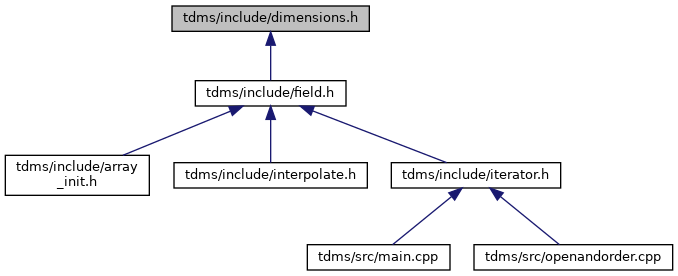 tdms/include/dimensions.h
tdms/include/field.h
tdms/include/array
_init.h
tdms/include/interpolate.h
tdms/include/iterator.h
tdms/src/main.cpp
tdms/src/openandorder.cpp